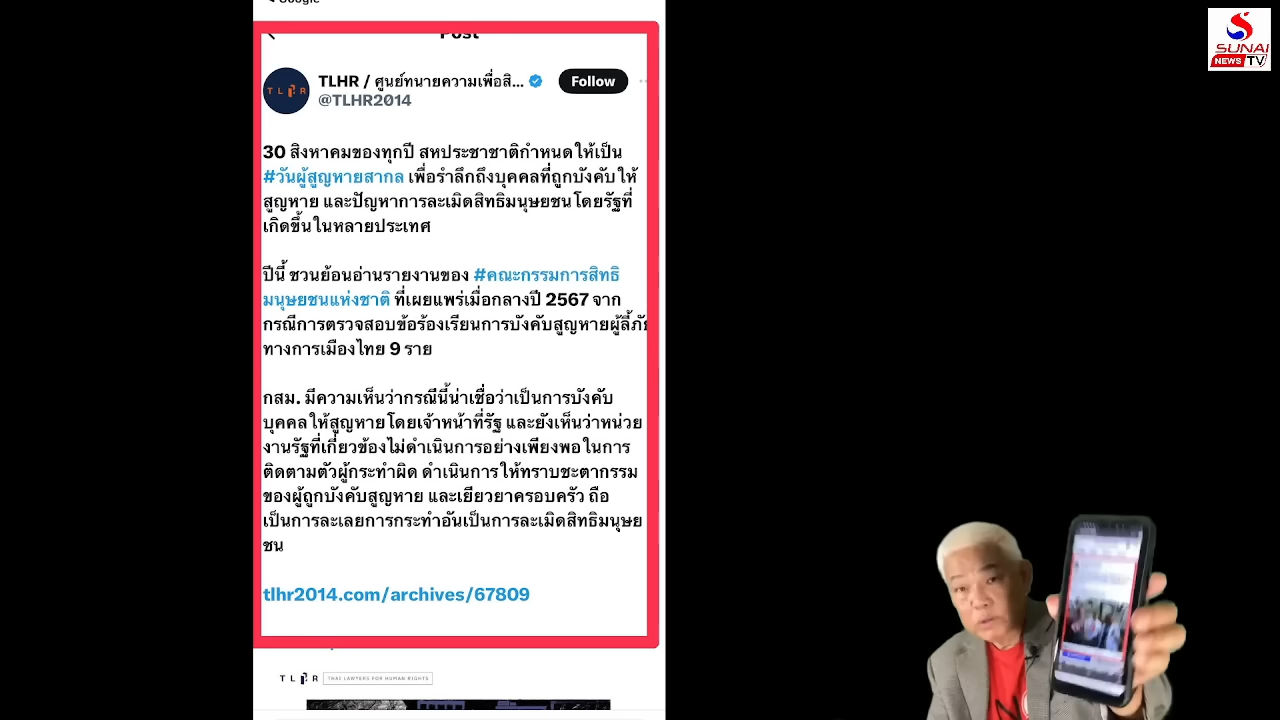 Google
Post
TLHR / ศูนย์ทนายความเพื่อสิ...
Follow
@TLHR2014
30 สิงหาคมของทุกปี สหประชาชาติกำหนดให้เป็น
#วันผู้สูญหายสากล เพื่อรำลึกถึงบุคคลที่ถูกบังคับให้
สูญหาย และปัญหาการละเมิดสิทธิมนุษยชนโดยรัฐที่
เกิดขึ้นในหลายประเทศ
ปีนี้ ชวนย้อนอ่านรายงานของ #คณะกรรมการสิทธิ
มนุษยชนแห่งชาติ ที่เผยแพร่เมื่อกลางปี 2567 จาก
กรณีการตรวจสอบข้อร้องเรียนการบังคับสูญหายผู้ลี้ภัย
ทางการเมืองไทย 9 ราย
กสม. มีความเห็นว่ากรณีนี้น่าเชื่อว่าเป็นการบังคับ
บุคคลให้สูญหายโดยเจ้าหน้าที่รัฐ และยังเห็นว่าหน่วย
งานรัฐที่เกี่ยวข้องไม่ดำเนินการอย่างเพียงพอในการ
ติดตามตัวผู้กระทำผิด ดำเนินการให้ทราบชะตากรรม
ของผู้ถูกบังคับสูญหาย และเยียวยาครอบครัว ถือ
เป็นการละเลยการกระทำอันเป็นการละเมิดสิทธิมนุษย
ชน
tlhr2014.com/archives/67809
TLHR THAI LAWYERS FOR HUMAN RIGHTS
SUNAI
NEWS TV